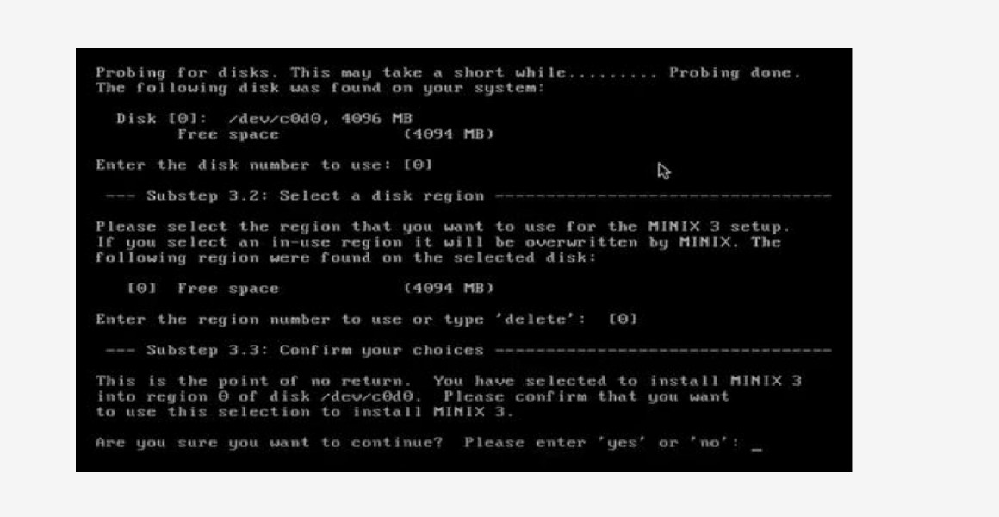 Probing for disks. This may take a short while......... Probing done.
The following disk was found on your system:
Disk [0]: /dev/c0d0, 4096 MB
Free space (4094 MB)
Enter the disk number to use: [0]
--- Substep 3.2: Select a disk region ---------------------------------
Please select the region that you want to use for the MINIX 3 setup.
If you select an in-use region it will be overwritten by MINIX. The
following region were found on the selected disk:
[0] Free space (4094 MB)
Enter the region number to use or type 'delete': [0]
--- Substep 3.3: Confirm your choices ---------------------------------
This is the point of no return. You have selected to install MINIX 3
into region 0 of disk /dev/c0d0. Please confirm that you want
to use this selection to install MINIX 3.
Are you sure you want to continue? Please enter 'yes' or 'no': _